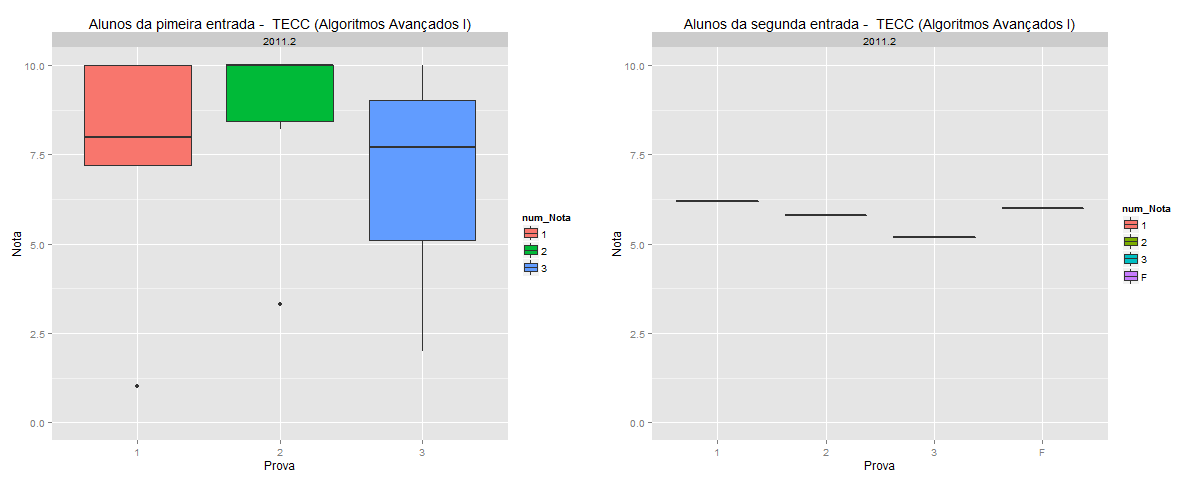 Alunos da pimeira entrada -  TECC (Algoritmos Avançados I)
2011.2
10.0
7.5
5.0
2.5
0.0
Nota
1
2
3
Prova
num_Nota
1
2
3
Alunos da segunda entrada -  TECC (Algoritmos Avançados I)
2011.2
10.0
7.5
5.0
2.5
0.0
Nota
1
2
3
F
Prova
num_Nota
1
2
3
F